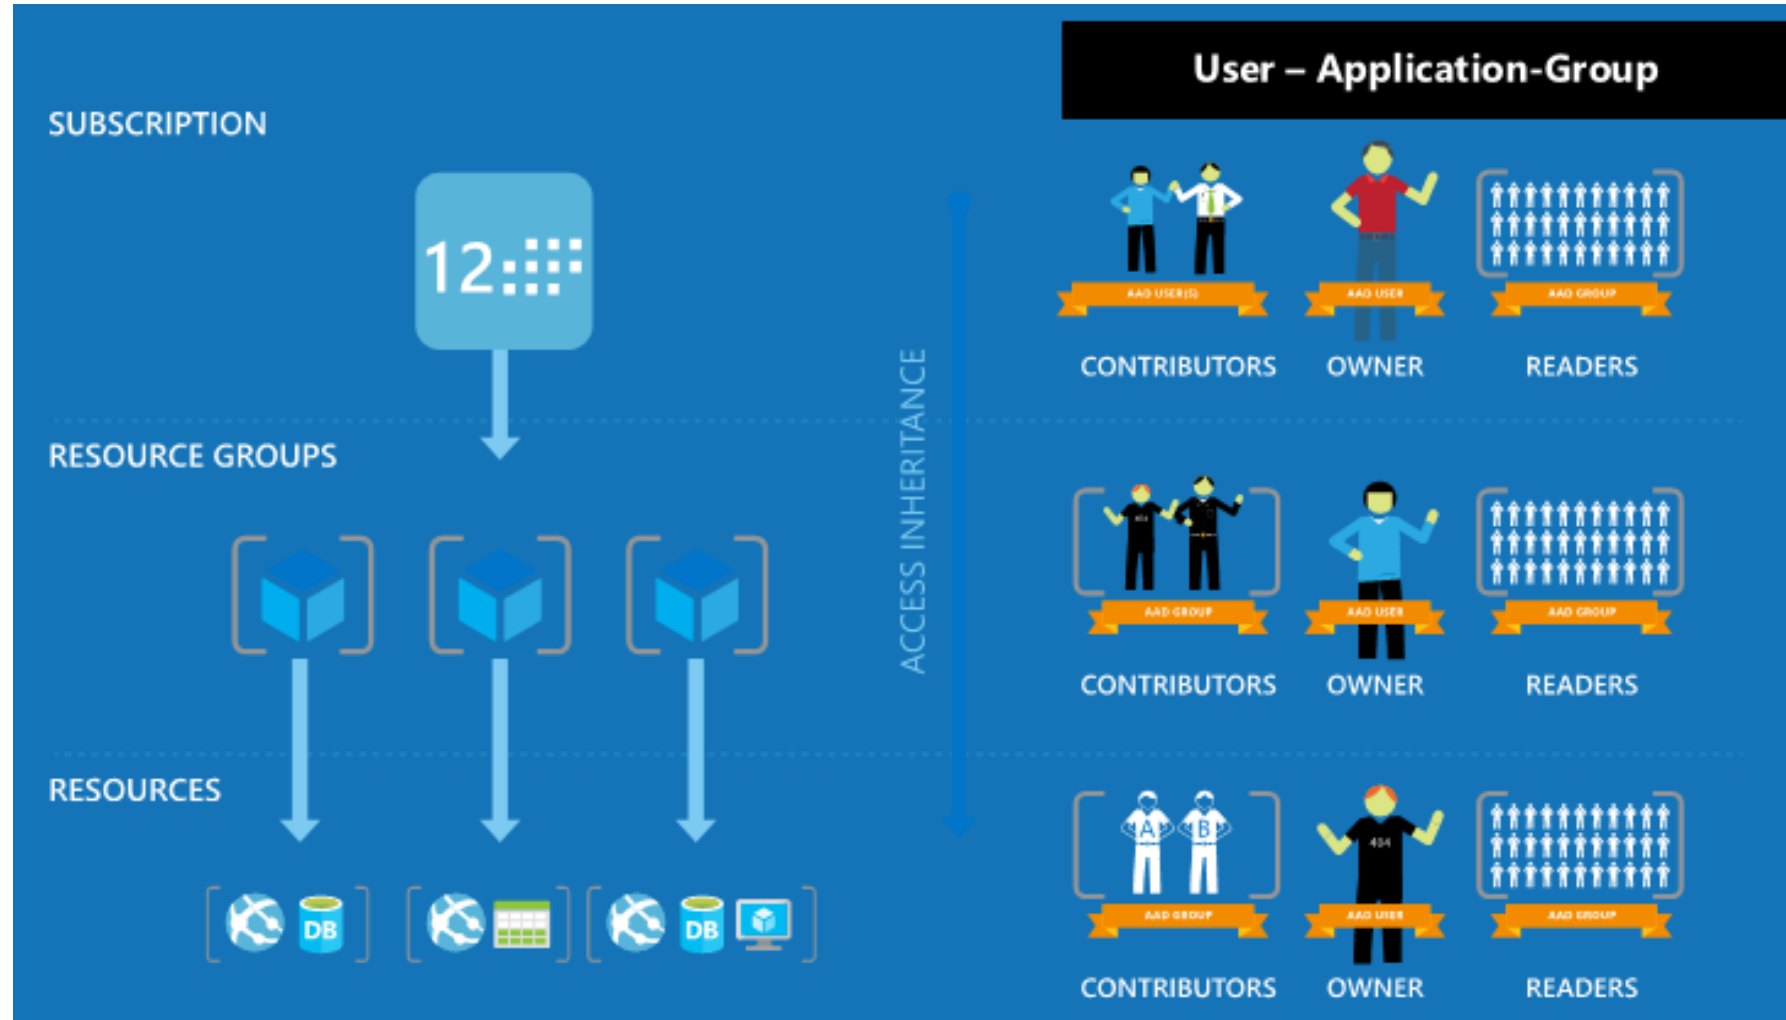 User – Application-Group
SUBSCRIPTION
12
AAD USER(S)
AAD USER
AAD GROUP
CONTRIBUTORS
OWNER
READERS
ACCESS INHERITANCE
RESOURCE GROUPS
404
AAD GROUP
AAD USER
AAD GROUP
CONTRIBUTORS
OWNER
READERS
RESOURCES
A
B
404
DB
DB
AAD GROUP
AAD USER
AAD GROUP
CONTRIBUTORS
OWNER
READERS